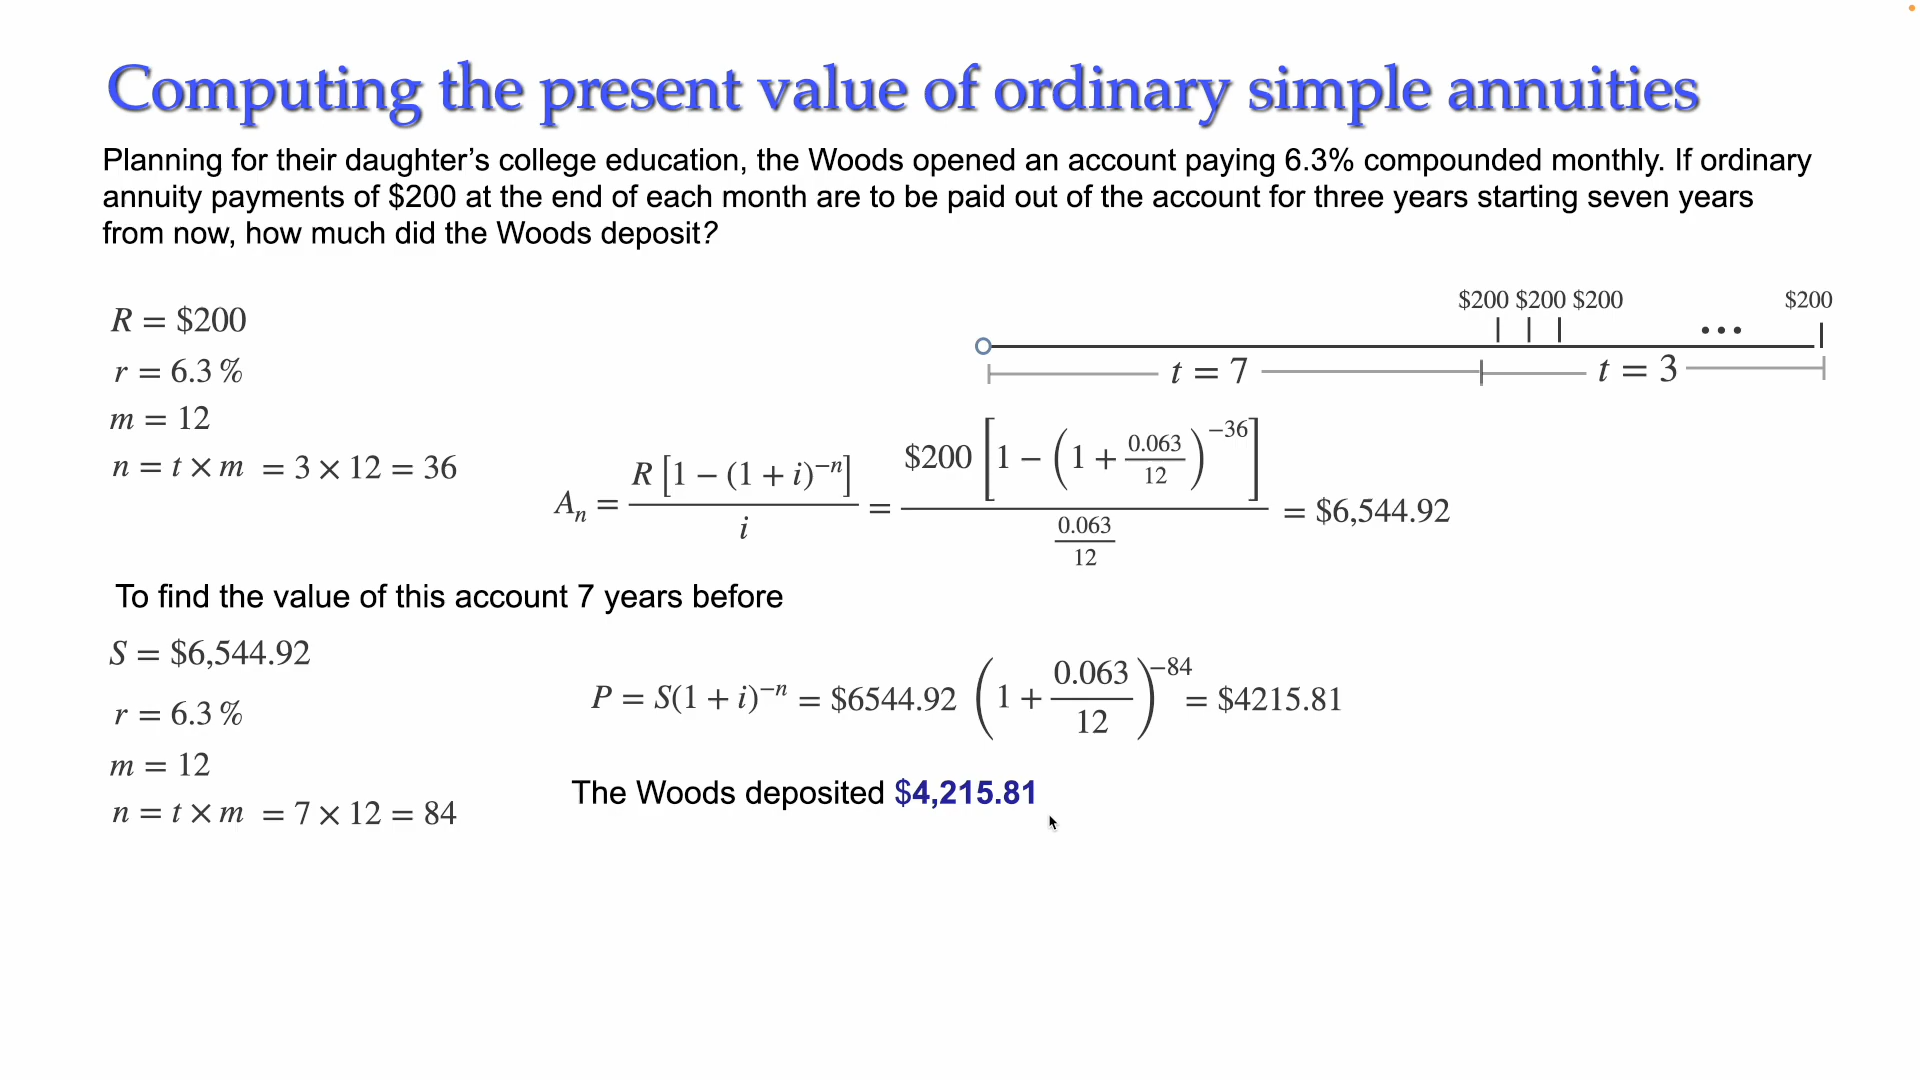 Computing the present value of ordinary simple annuities
Planning for their daughter’s college education, the Woods opened an account paying 6.3% compounded monthly. If ordinary
annuity payments of $200 at the end of each month are to be paid out of the account for three years starting seven years
from now, how much did the Woods deposit?
$200 $200 $200 ••• $200
t = 7 t = 3
R = $200
r = 6.3 %
m = 12
n = t × m = 3 × 12 = 36
Aₙ = R [1 − (1 + i)⁻ⁿ] / i = $200 [1 − (1 + 0.063/12)⁻³⁶] / (0.063/12) = $6,544.92
To find the value of this account 7 years before
S = $6,544.92
r = 6.3 %
m = 12
n = t × m = 7 × 12 = 84
P = S(1 + i)⁻ⁿ = $6544.92 (1 + 0.063/12)⁻⁸⁴ = $4215.81
The Woods deposited $4,215.81